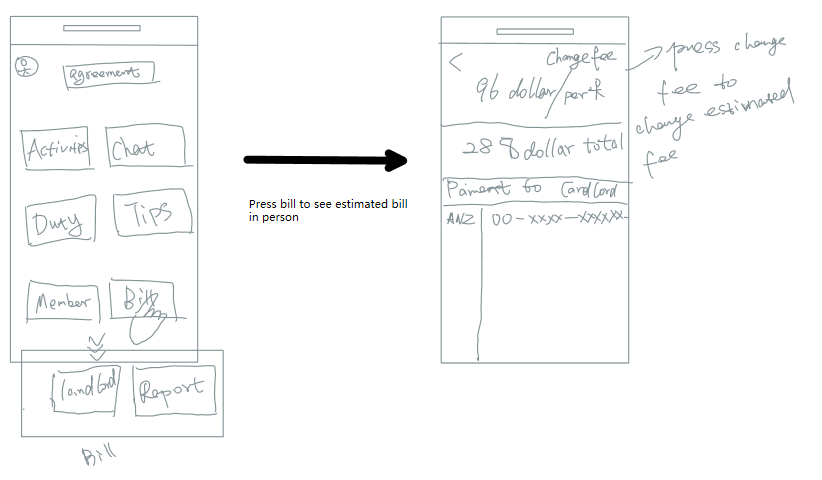 agreement
Activities
Chat
Duty
Tips
Member
Bill
landlord
Report
Bill
Press bill to see estimated bill
in person
<
Change fee
96 dollar/per
288 dollar total
Paiment to Landlord
ANZ
00-xxxx-xxxxxx-
press change
fee to
change estimated
fee